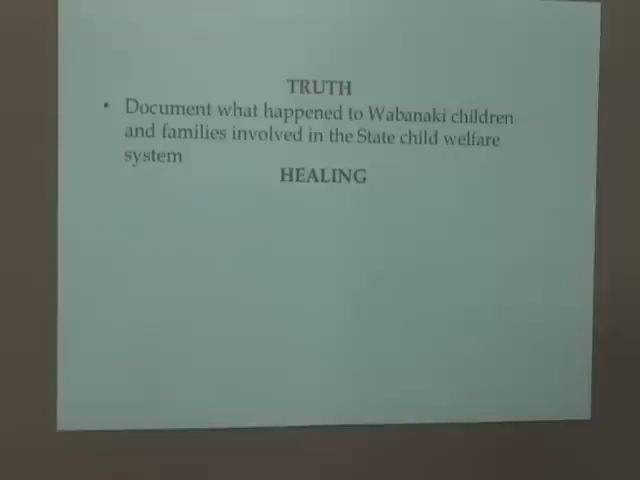 TRUTH
• Document what happened to Wabanaki children
and families involved in the State child welfare
system
HEALING